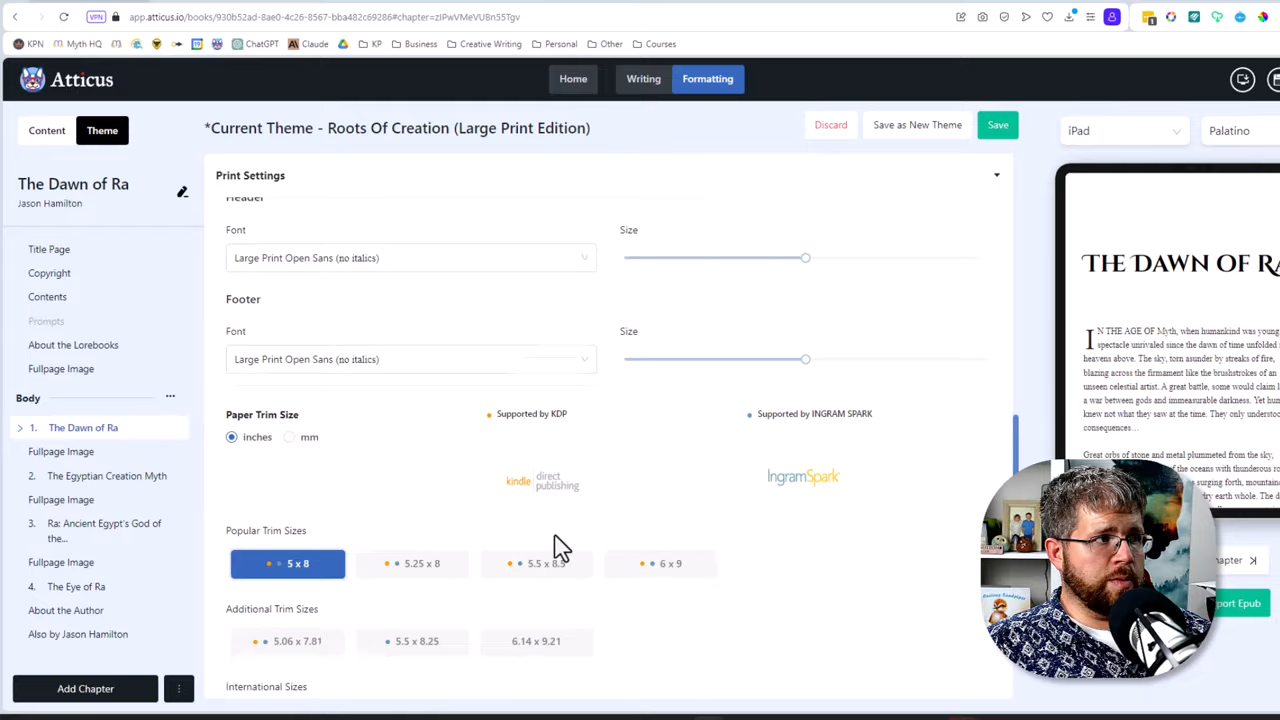 VPN app.atticus.io/books/930b52ad-8ae0-4c26-8567-bba482c69286#chapter=zIPwVMeVUBn55Tgv
KPN Myth HQ ChatGPT Claude KP Business Creative Writing Personal Other Courses
Atticus Home Writing Formatting
Content Theme *Current Theme - Roots Of Creation (Large Print Edition) Discard Save as New Theme Save iPad Palatino
The Dawn of Ra
Jason Hamilton
Print Settings
Header
Font Size
Large Print Open Sans (no italics)
Footer
Font Size
Large Print Open Sans (no italics)
Paper Trim Size Supported by KDP Supported by INGRAM SPARK
inches mm
kindle direct publishing IngramSpark
Popular Trim Sizes
5 x 8 5.25 x 8 5.5 x 8.5 6 x 9
Additional Trim Sizes
5.06 x 7.81 5.5 x 8.25 6.14 x 9.21
International Sizes
Title Page
Copyright
Contents
Prompts
About the Lorebooks
Fullpage Image
Body
1. The Dawn of Ra
Fullpage Image
2. The Egyptian Creation Myth
Fullpage Image
3. Ra: Ancient Egypt's God of
the...
Fullpage Image
4. The Eye of Ra
About the Author
Also by Jason Hamilton
Add Chapter
THE DAWN OF RA
IN THE AGE OF Myth, when humankind was young
spectacle unrivaled since the dawn of time unfolded
heavens above. The sky, torn asunder by streaks of fire,
blazing across the firmament like the brushstrokes of an
unseen celestial artist. A great battle, some would claim
a war between gods and immeasurable darkness. Yet hum
knew not what they saw at the time. They only understoo
consequences...
Great orbs of stone and metal plummeted from the sky,
of the oceans with thunderous ro
surging forth, mountain
dry earth whole. The
hapter
port Epub